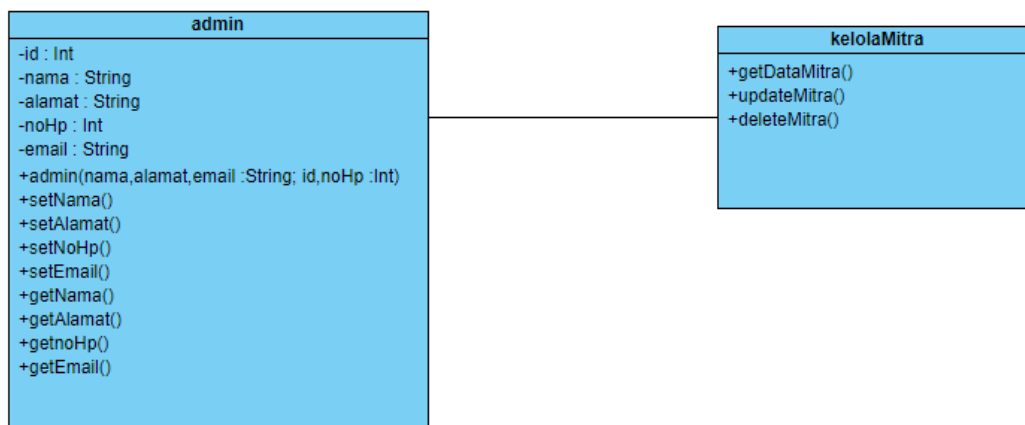 admin
-id : Int
-nama : String
-alamat : String
-noHp : Int
-email : String
+admin(nama,alamat,email :String; id,noHp :Int)
+setNama()
+setAlamat()
+setNoHp()
+setEmail()
+getNama()
+getAlamat()
+getnoHp()
+getEmail()
kelolaMitra
+getDataMitra()
+updateMitra()
+deleteMitra()